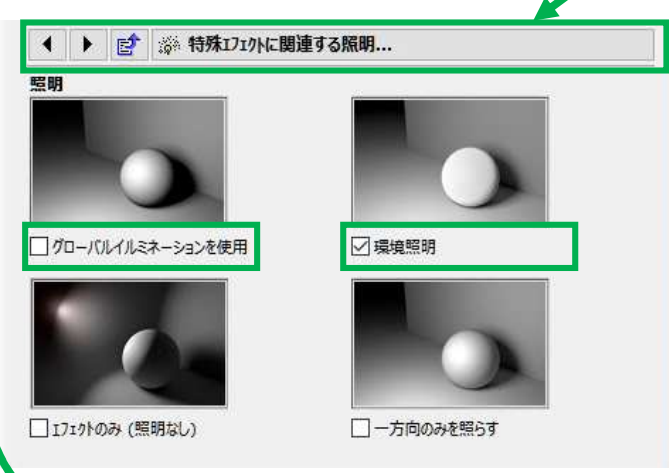 特殊ｴﾌｪｸﾄに関連する照明...
照明
グローバルイルミネーションを使用
環境照明
ｴﾌｪｸﾄのみ (照明なし)
一方向のみを照らす